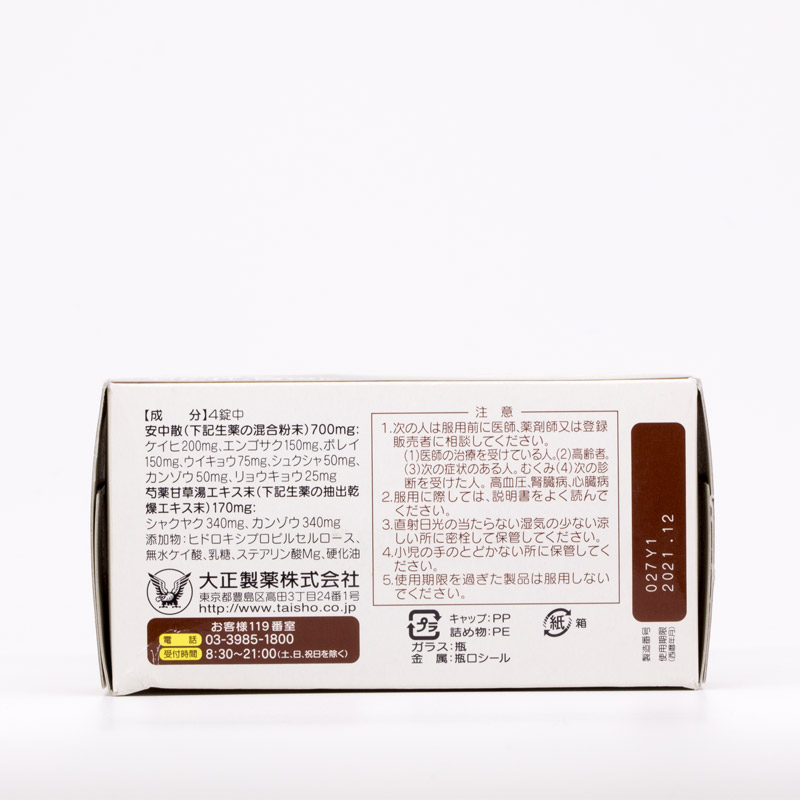 【成　分】4錠中
安中散(下記生薬の混合粉末)700mg:
ケイヒ200mg、エンゴサク150mg、ボレイ
150mg、ウイキョウ75mg、シュクシャ50mg、
カンゾウ50mg、リョウキョウ25mg
芍薬甘草湯エキス末(下記生薬の抽出乾
燥エキス末)170mg:
シャクヤク340mg、カンゾウ340mg
添加物:ヒドロキシプロピルセルロース、
無水ケイ酸、乳糖、ステアリン酸Mg、硬化油
大正製薬株式会社
東京都豊島区高田3丁目24番1号
http://www.taisho.co.jp
お客様119番室
電話 03-3985-1800
受付時間 8:30~21:00(土、日、祝日を除く)
注意
1.次の人は服用前に医師、薬剤師又は登録
販売者に相談してください。
(1)医師の治療を受けている人。(2)高齢者。
(3)次の症状のある人。むくみ(4)次の診
断を受けた人。高血圧、腎臓病、心臓病
2.服用に際しては、説明書をよく読んで
ください。
3.直射日光の当たらない湿気の少ない涼
しい所に密栓して保管してください。
4.小児の手のとどかない所に保管してく
ださい。
5.使用期限を過ぎた製品は服用しない
でください。
プラ キャップ:PP
詰め物:PE
紙 箱
ガラス:瓶
金属:瓶口シール
製造番号 027Y1
使用期限 2021.12
(西暦年月)